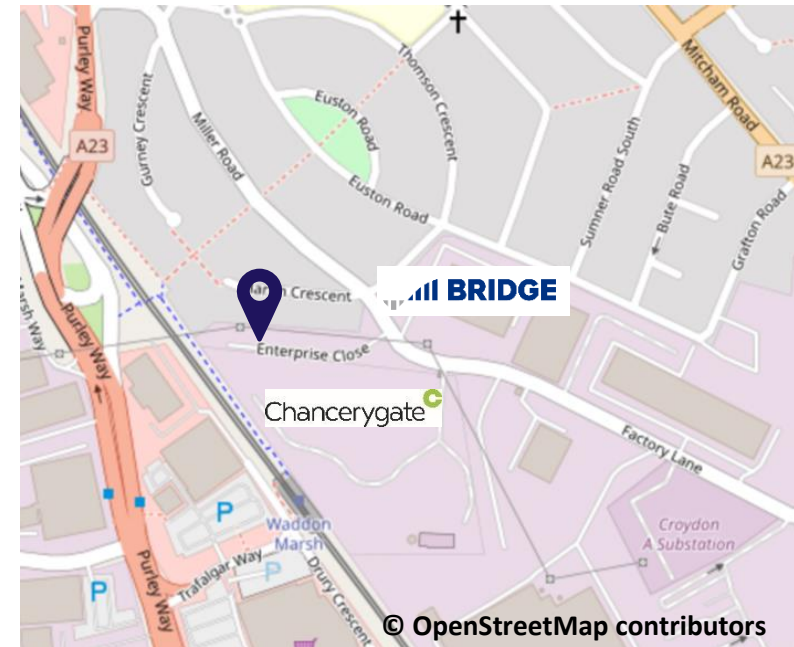 Purley Way
A23
Gurney Crescent
Miller Road
Thomson Crescent
Euston Road
Euston Road
Mitcham Road
A23
Sumner Road South
Bute Road
Grafton Road
Crescent
BRIDGE
Enterprise Close
Marsh Way
Purley Way
Chancerygate
Factory Lane
P
Waddon
Marsh
Croydon
A Substation
Purley Way
Trafalgar Way
P
P
Drury Crescent
© OpenStreetMap contributors